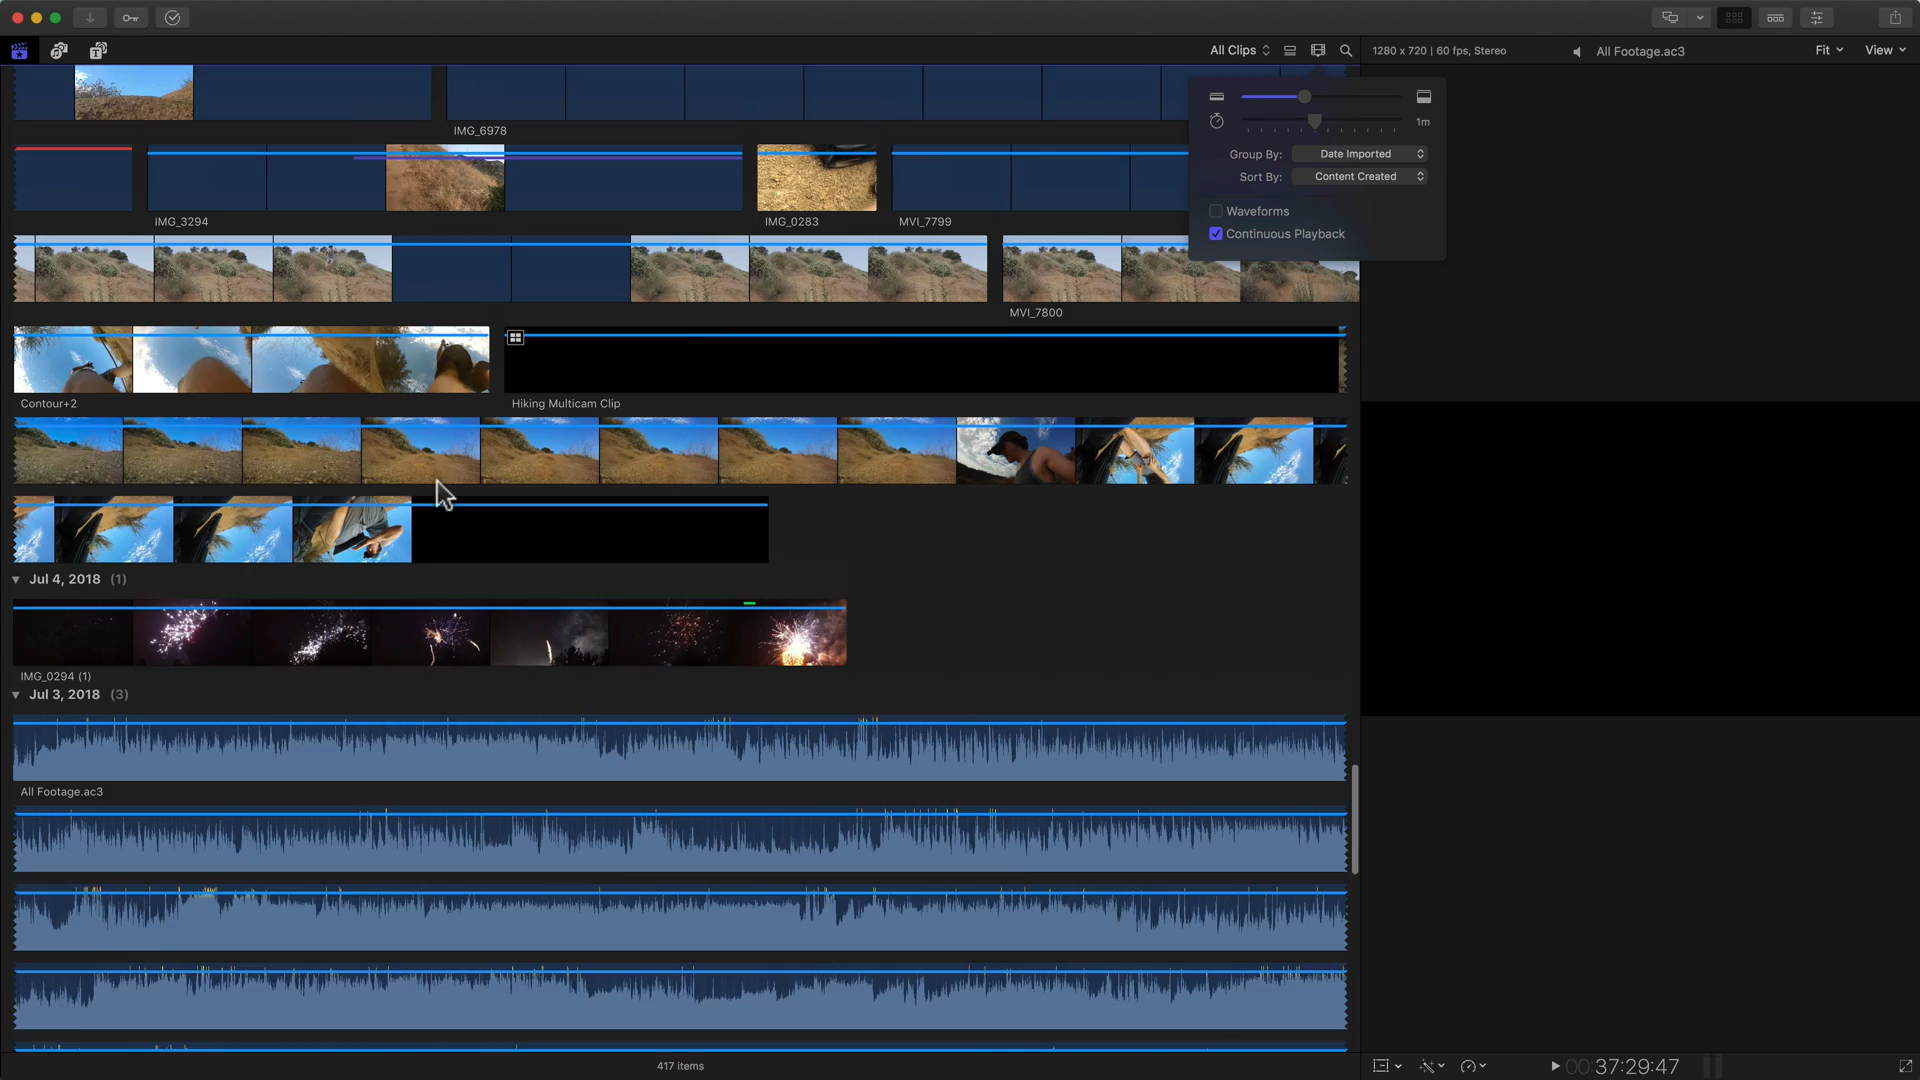 All Clips
1280 x 720 | 60 fps, Stereo
All Footage.ac3
Fit
View
1m
Group By: Date Imported
Sort By: Content Created
Waveforms
Continuous Playback
IMG_6978
IMG_3294
IMG_0283
MVI_7799
MVI_7800
Contour+2
Hiking Multicam Clip
Jul 4, 2018 (1)
IMG_0294 (1)
Jul 3, 2018 (3)
All Footage.ac3
417 items
00:37:29:47